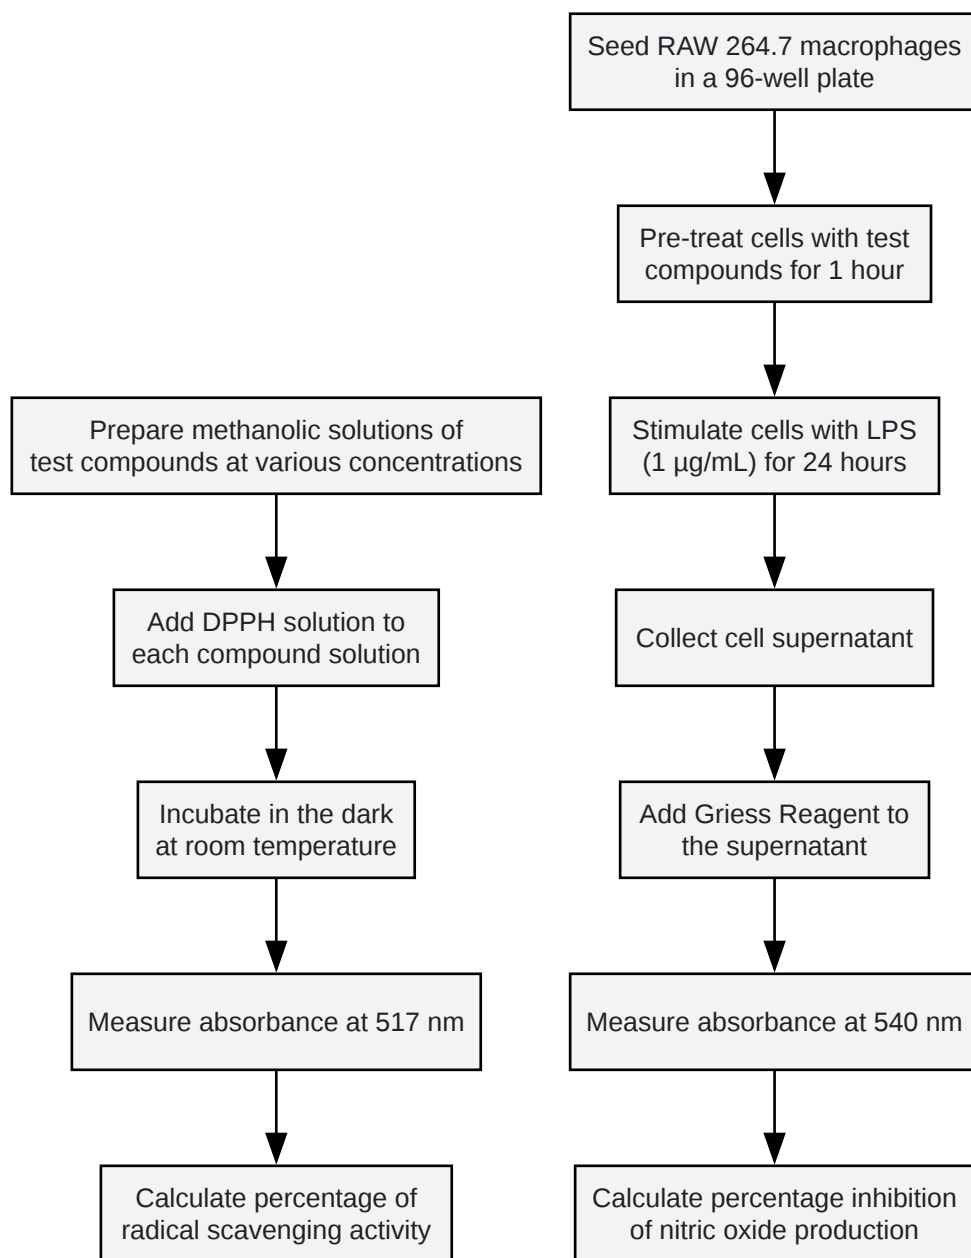 Seed RAW 264.7 macrophages
in a 96-well plate
Pre-treat cells with test
compounds for 1 hour
Prepare methanolic solutions of
test compounds at various concentrations
Stimulate cells with LPS
(1 µg/mL) for 24 hours
Add DPPH solution to
each compound solution
Collect cell supernatant
Incubate in the dark
at room temperature
Add Griess Reagent to
the supernatant
Measure absorbance at 517 nm
Measure absorbance at 540 nm
Calculate percentage of
radical scavenging activity
Calculate percentage inhibition
of nitric oxide production